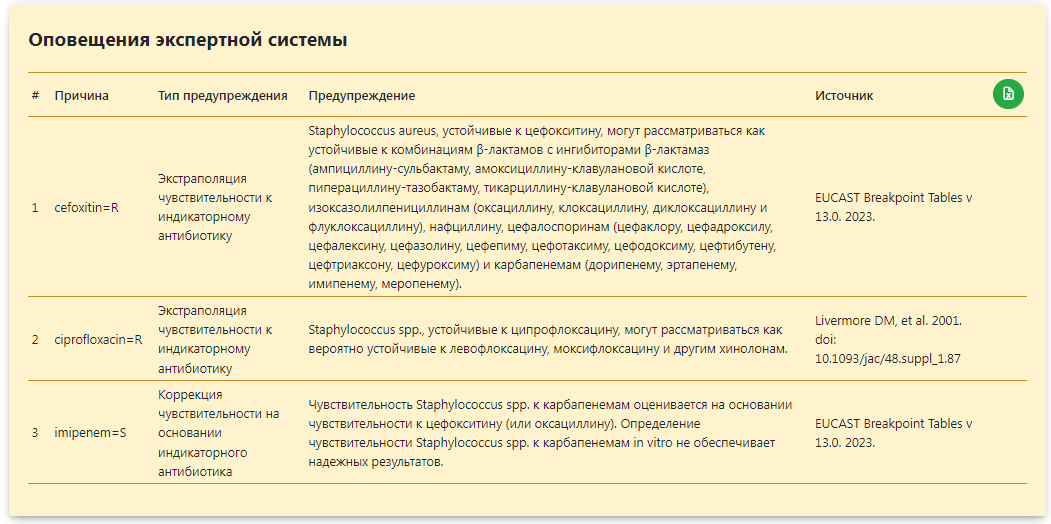 Оповещения экспертной системы
# Причина Тип предупреждения Предупреждение Источник
Staphylococcus aureus, устойчивые к цефокситину, могут рассматриваться как
устойчивые к комбинациям β-лактамов с ингибиторами β-лактамаз
(ампициллину-сульбактаму, амоксициллину-клавулановой кислоте,
Экстраполяция пиперациллину-тазобактаму, тикарциллину-клавулановой кислоте),
1 cefoxitin=R чувствительности к изоксазолилпенициллинам (оксациллину, клоксациллину, диклоксациллину и EUCAST Breakpoint Tables v
индикаторному флуклоксациллину), нафциллину, цефалоспоринам (цефаклору, цефадроксилу, 13.0. 2023.
антибиотику цефалексину, цефазолину, цефепиму, цефотаксиму, цефодоксиму, цефтибутену,
цефтриаксону, цефуроксиму) и карбапенемам (дорипенему, эртапенему,
имипенему, меропенему).
Экстраполяция
чувствительности к Staphylococcus spp., устойчивые к ципрофлоксацину, могут рассматриваться как Livermore DM, et al. 2001.
2 ciprofloxacin=R индикаторному вероятно устойчивые к левофлоксацину, моксифлоксацину и другим хинолонам. doi:
антибиотику 10.1093/jac/48.suppl_1.87
Коррекция
чувствительности на Чувствительность Staphylococcus spp. к карбапенемам оценивается на основании
3 imipenem=S основании чувствительности к цефокситину (или оксациллину). Определение EUCAST Breakpoint Tables v
индикаторного чувствительности Staphylococcus spp. к карбапенемам in vitro не обеспечивает 13.0. 2023.
антибиотика надежных результатов.